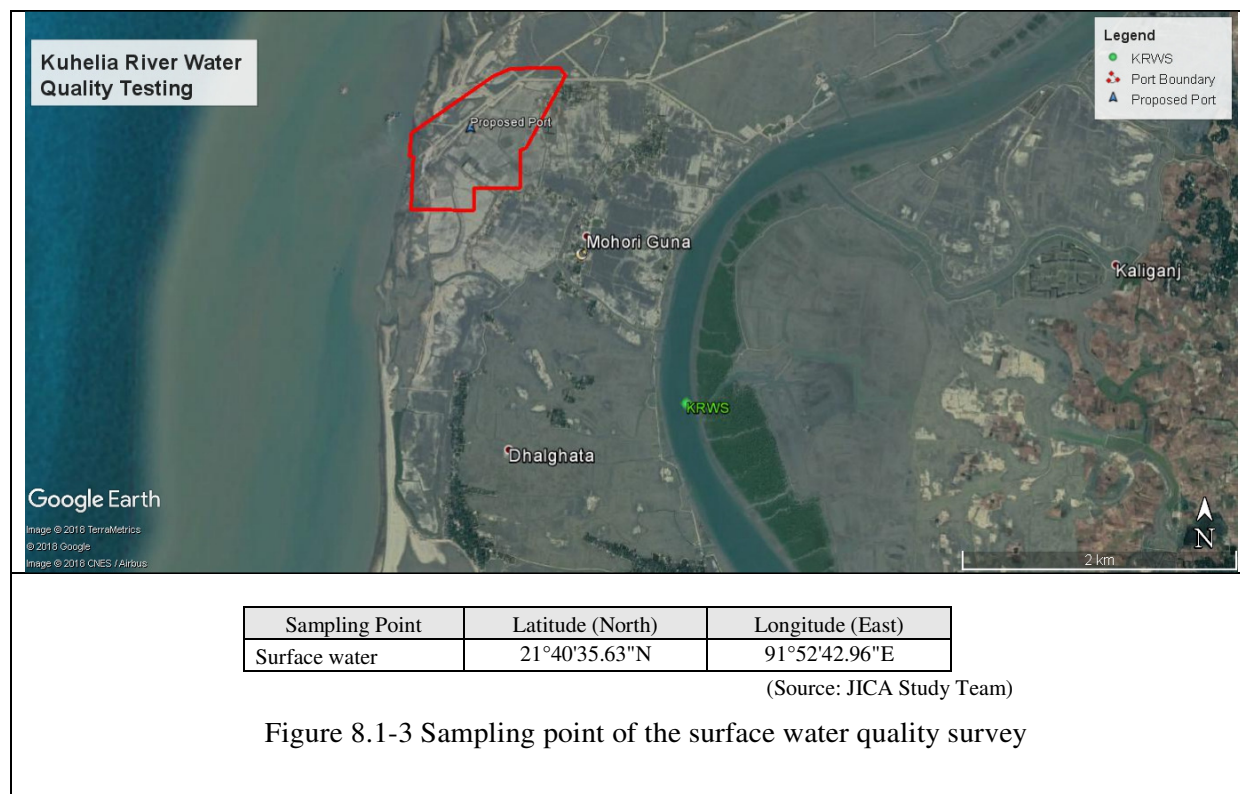 Kuhelia River Water
Quality Testing
Legend
KRWS
Port Boundary
Proposed Port
Proposed Port
Mohori Guna
Kaliganj
KRWS
Dhalghata
Google Earth
Image © 2018 TerraMetrics
© 2018 Google
Image © 2018 CNES / Airbus
N
2 km
Sampling Point Latitude (North) Longitude (East)
Surface water 21°40'35.63"N 91°52'42.96"E
(Source: JICA Study Team)
Figure 8.1-3 Sampling point of the surface water quality survey